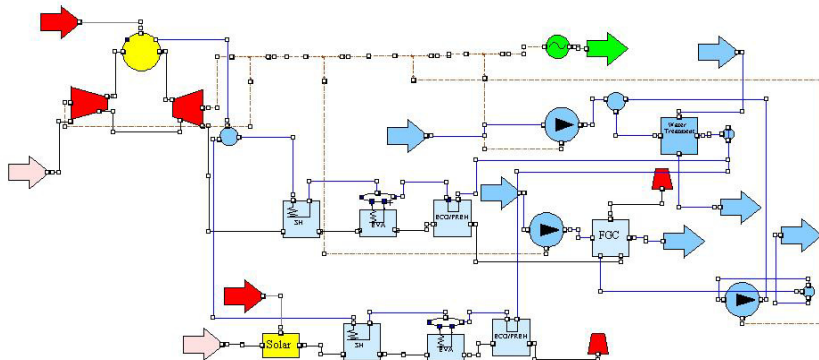 Water
Treatment
SH
EVA
ECO/PREH
FGC
Solar
SH
EVA
ECO/PREH